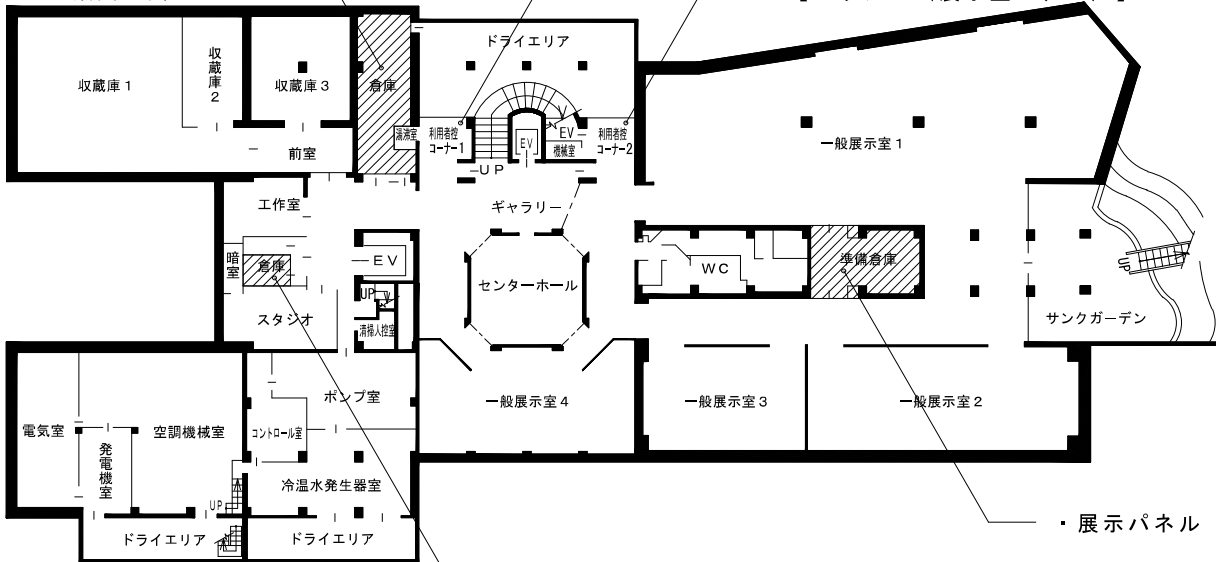 ドライエリア
収蔵庫1
収蔵庫2
収蔵庫3
倉庫
湯沸室
利用者控
コーナー1
EV
EV
機械室
利用者控
コーナー2
一般展示室1
前室
UP
ギャラリー
工作室
暗室
倉庫
EV
センターホール
WC
準備倉庫
UP
UP
スタジオ
清掃人控室
サンクガーデン
ポンプ室
一般展示室4
一般展示室3
一般展示室2
電気室
空調機械室
コントロール室
発電機室
冷温水発生器室
UP
ドライエリア
ドライエリア
・展示パネル